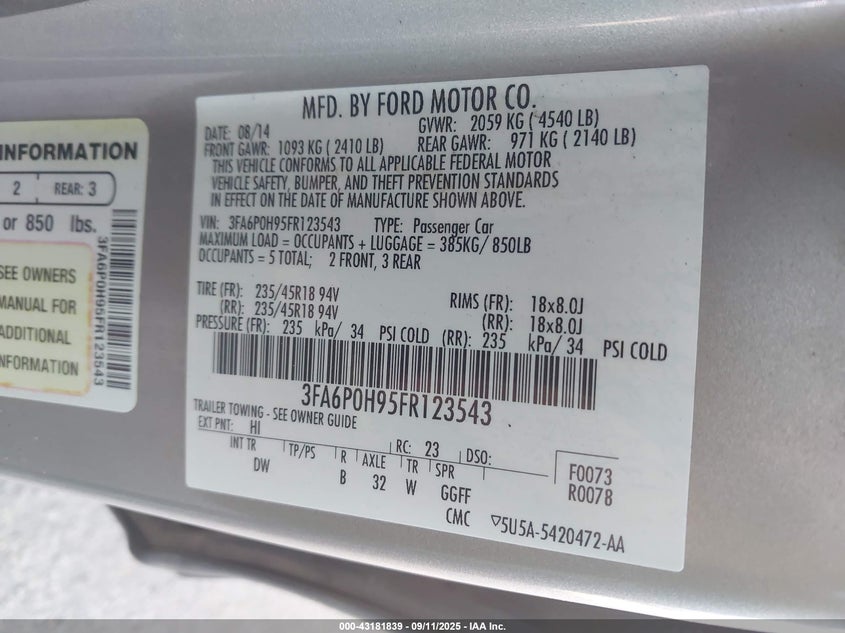 INFORMATION
2 REAR: 3
or 850 lbs.
SEE OWNERS
MANUAL FOR
ADDITIONAL
INFORMATION
3FA6P0H95FR123543
MFD. BY FORD MOTOR CO.
DATE: 08/14 GVWR: 2059 KG ( 4540 LB)
FRONT GAWR: 1093 KG ( 2410 LB) REAR GAWR: 971 KG ( 2140 LB)
THIS VEHICLE CONFORMS TO ALL APPLICABLE FEDERAL MOTOR
VEHICLE SAFETY, BUMPER, AND THEFT PREVENTION STANDARDS
IN EFFECT ON THE DATE OF MANUFACTURE SHOWN ABOVE.
VIN: 3FA6P0H95FR123543 TYPE: Passenger Car
MAXIMUM LOAD = OCCUPANTS + LUGGAGE = 385KG/ 850LB
OCCUPANTS = 5 TOTAL; 2 FRONT, 3 REAR
TIRE (FR): 235/45R18 94V RIMS (FR): 18x8.0J
(RR): 235/45R18 94V (RR): 18x8.0J
PRESSURE (FR): 235 kPa/ 34 PSI COLD (RR): 235 kPa/ 34 PSI COLD
3FA6P0H95FR123543
TRAILER TOWING - SEE OWNER GUIDE
EXT PNT: HI RC: 23 DSO:
INT TR TP/PS R AXLE TR SPR F0073
DW B 32 W GGFF R0078
CMC ▽5U5A-5420472-AA
000-43181839 - 09/11/2025 - IAA Inc.